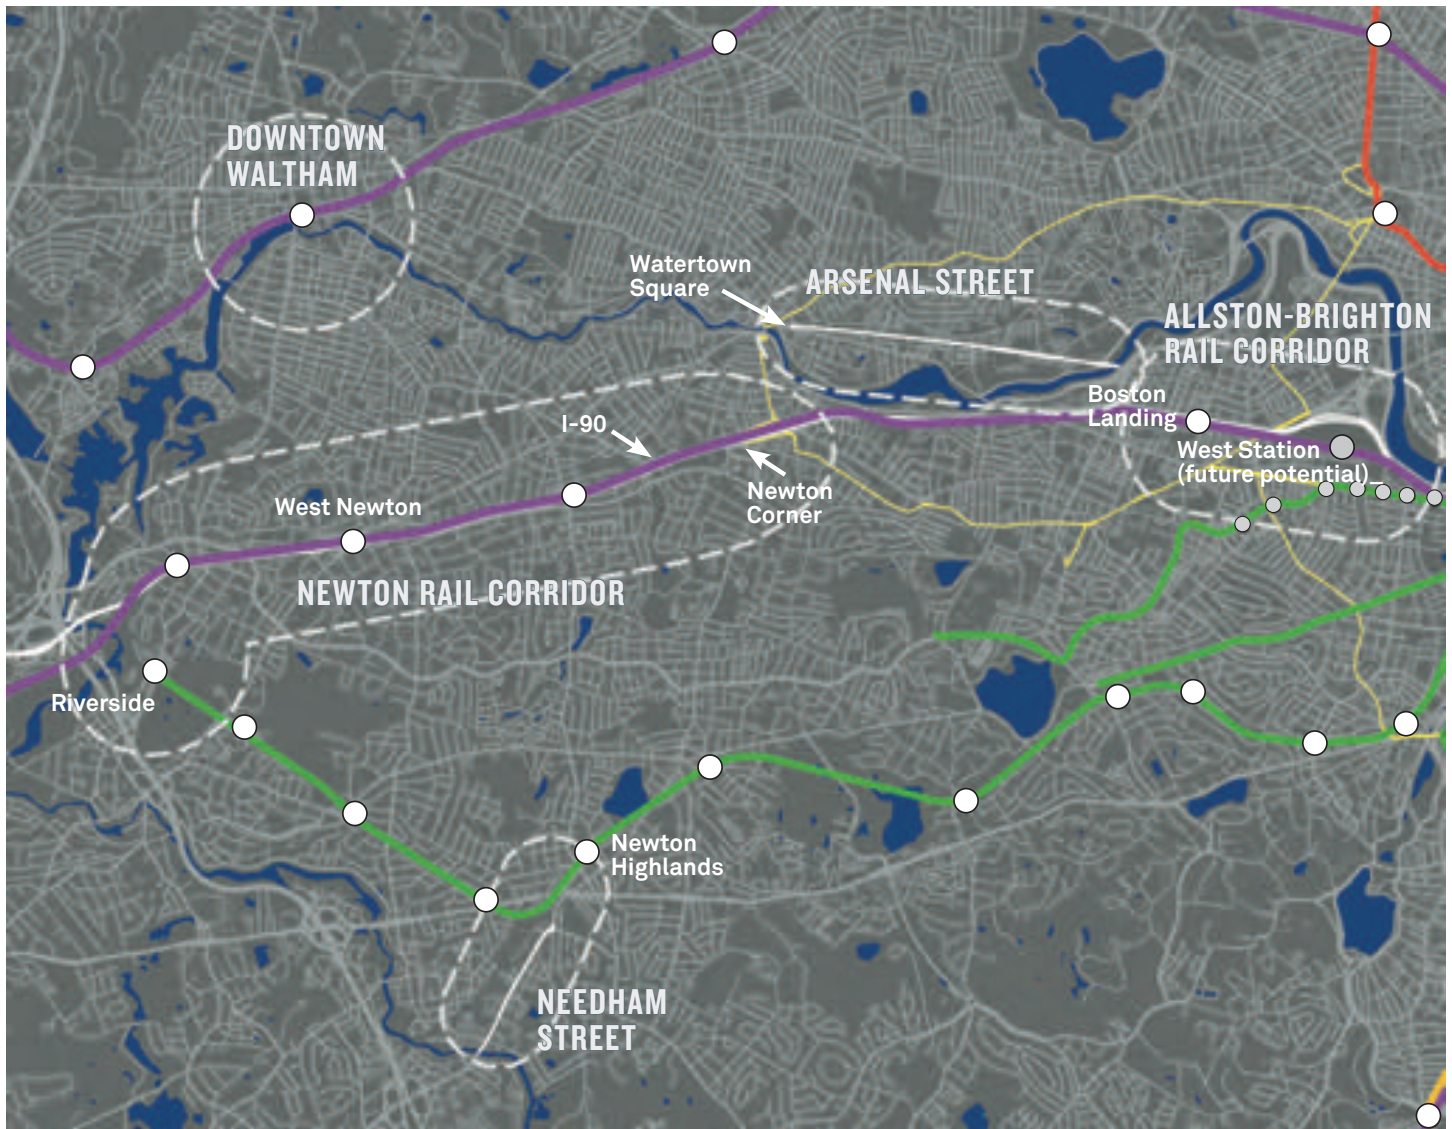 DOWNTOWN
WALTHAM
Watertown
Square
ARSENAL STREET
ALLSTON-BRIGHTON
RAIL CORRIDOR
Boston
Landing
I-90
West Station
(future potential)_
Newton
Corner
West Newton
NEWTON RAIL CORRIDOR
Riverside
Newton
Highlands
NEEDHAM
STREET